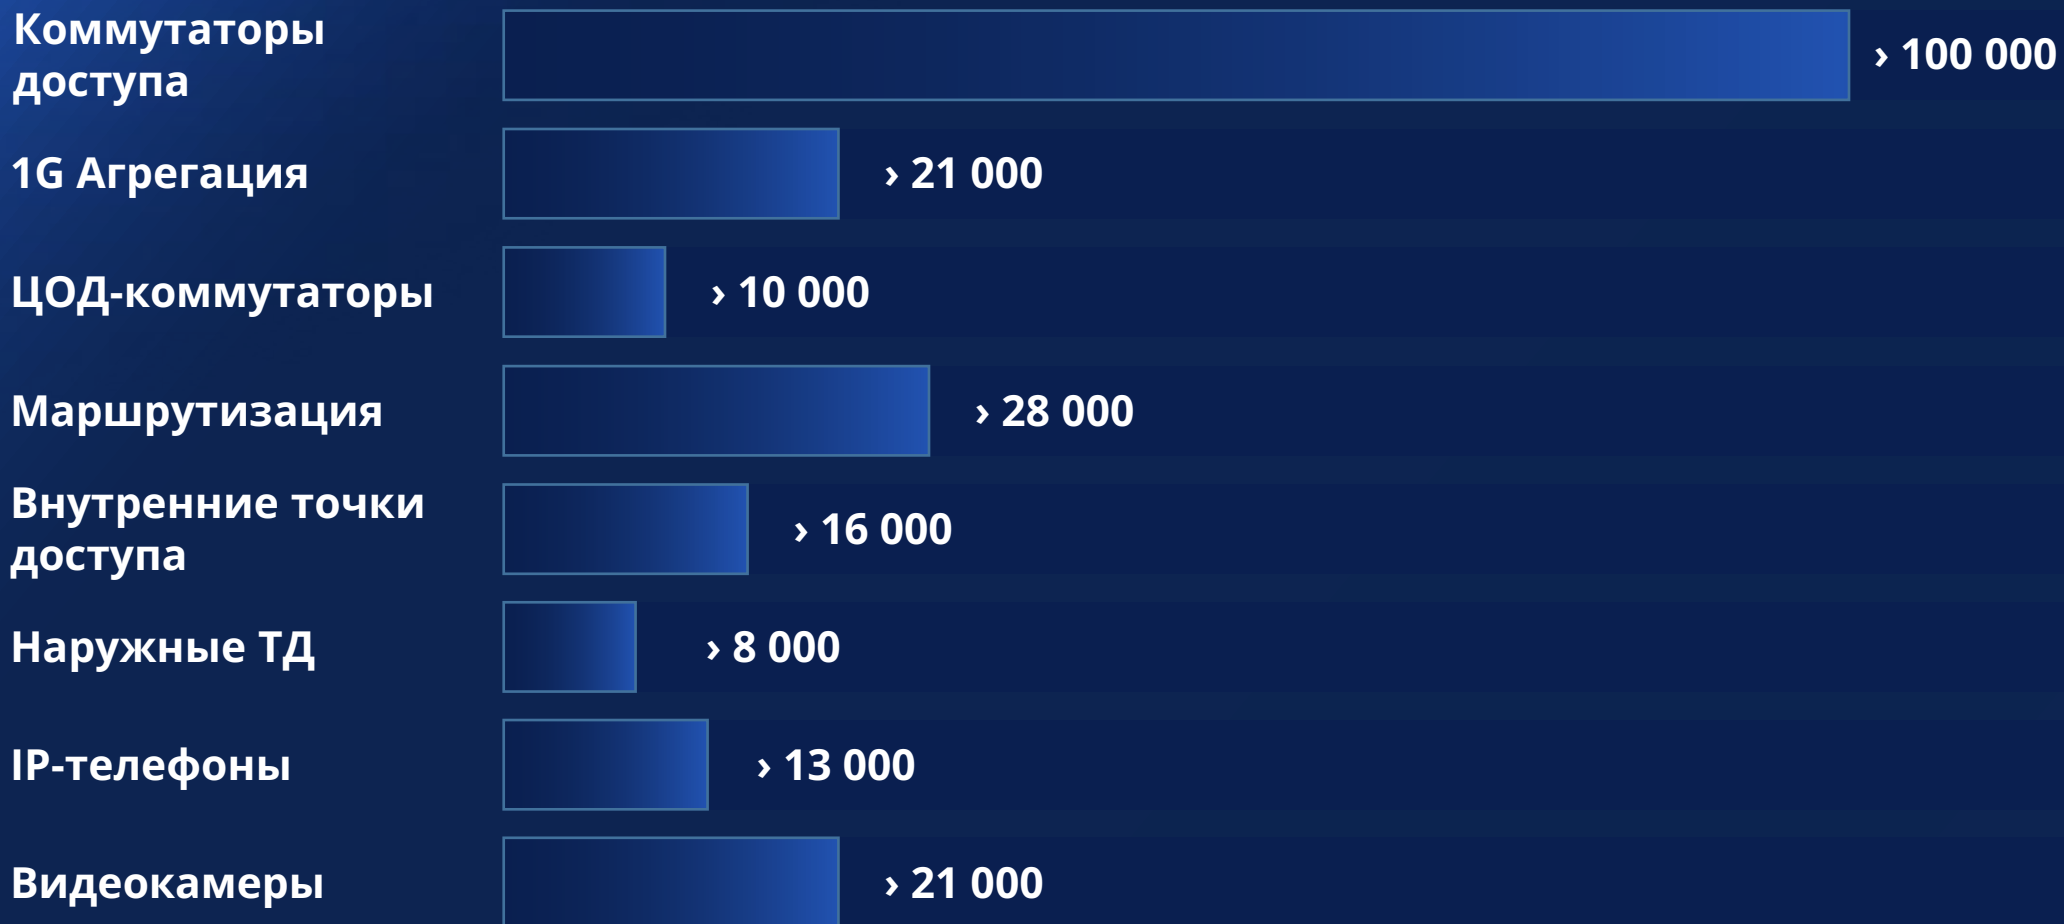 Коммутаторы
доступа
› 100 000
1G Агрегация
› 21 000
ЦОД-коммутаторы
› 10 000
Маршрутизация
› 28 000
Внутренние точки
доступа
› 16 000
Наружные ТД
› 8 000
IP-телефоны
› 13 000
Видеокамеры
› 21 000